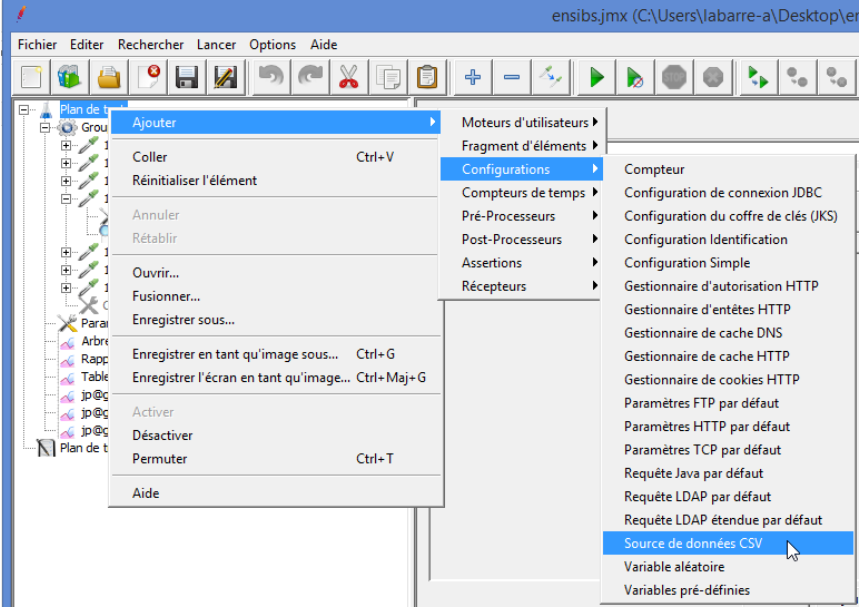 ensibs.jmx (C:\Users\labarre-a\Desktop\en
Fichier Editer Rechercher Lancer Options Aide
STOP
Plan de t
Grou
1
1
1
1
1
1
C
Para
Arbre
Rapp
Table
jp@g
jp@g
jp@g
Plan de t
Ajouter
Coller Ctrl+V
Réinitialiser l'élément
Annuler
Rétablir
Ouvrir...
Fusionner...
Enregistrer sous...
Enregistrer en tant qu'image sous... Ctrl+G
Enregistrer l'écran en tant qu'image... Ctrl+Maj+G
Activer
Désactiver
Permuter Ctrl+T
Aide
Moteurs d'utilisateurs
Fragment d'éléments
Configurations
Compteurs de temps
Pré-Processeurs
Post-Processeurs
Assertions
Récepteurs
Compteur
Configuration de connexion JDBC
Configuration du coffre de clés (JKS)
Configuration Identification
Configuration Simple
Gestionnaire d'autorisation HTTP
Gestionnaire d'entêtes HTTP
Gestionnaire de cache DNS
Gestionnaire de cache HTTP
Gestionnaire de cookies HTTP
Paramètres FTP par défaut
Paramètres HTTP par défaut
Paramètres TCP par défaut
Requête Java par défaut
Requête LDAP par défaut
Requête LDAP étendue par défaut
Source de données CSV
Variable aléatoire
Variables pré-définies